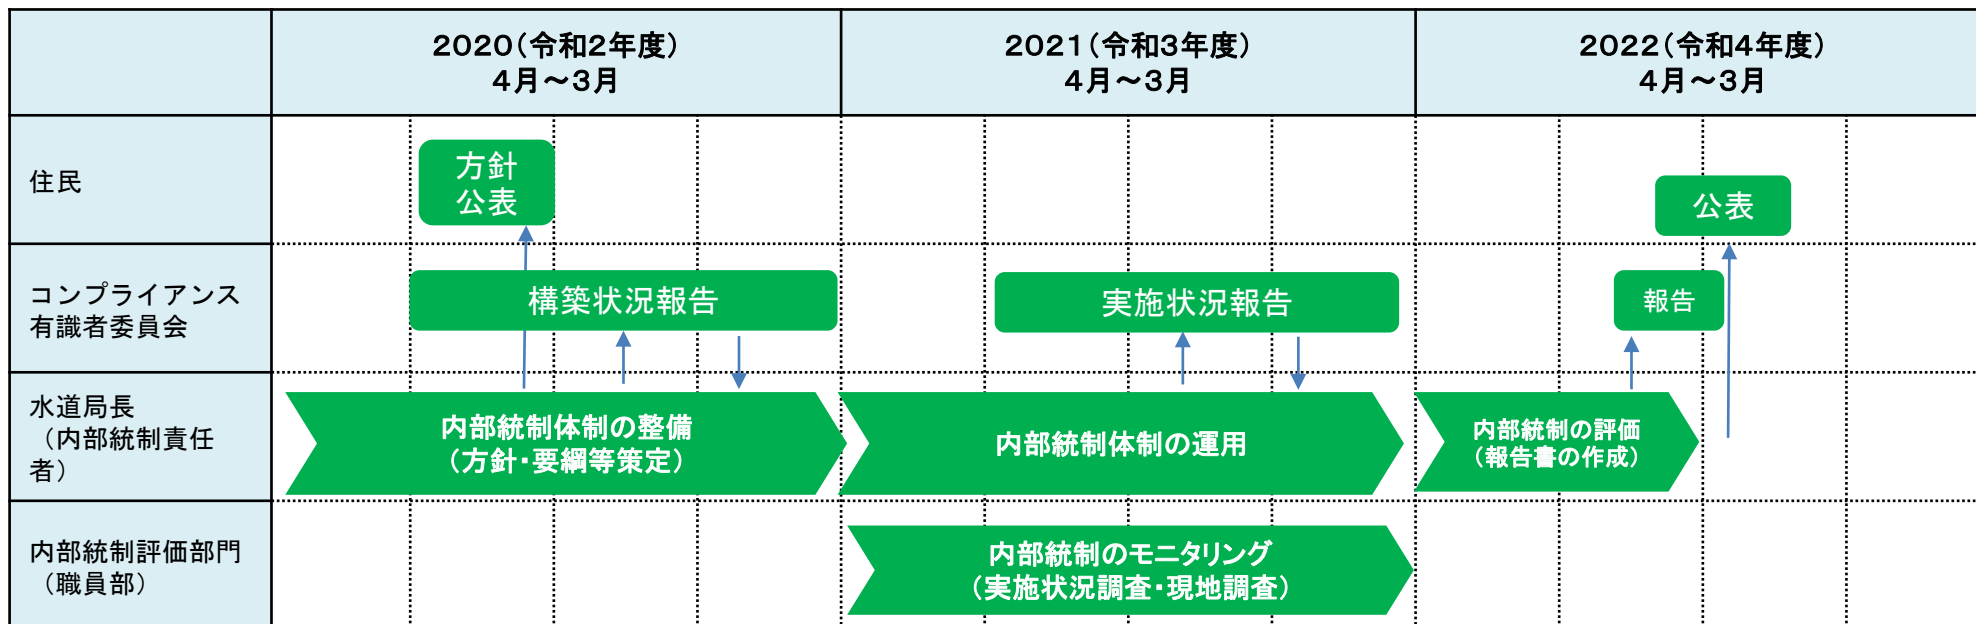 2020(令和2年度)
4月～3月
2021(令和3年度)
4月～3月
2022(令和4年度)
4月～3月
住民
方針
公表
公表
コンプライアンス
有識者委員会
構築状況報告
実施状況報告
報告
水道局長
（内部統制責任
者）
内部統制体制の整備
（方針・要綱等策定）
内部統制体制の運用
内部統制の評価
（報告書の作成）
内部統制評価部門
（職員部）
内部統制のモニタリング
（実施状況調査・現地調査）